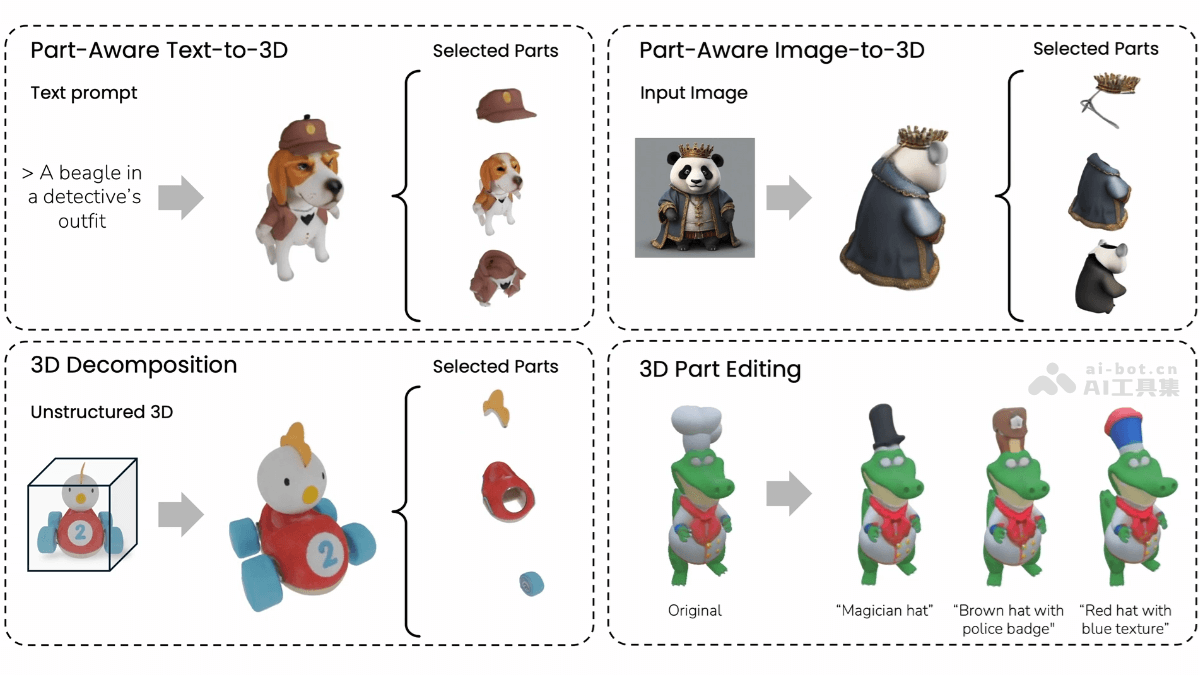 Part-Aware Text-to-3D
Selected Parts
Text prompt
> A beagle in
a detective's
outfit
Part-Aware Image-to-3D
Selected Parts
Input Image
3D Decomposition
Selected Parts
Unstructured 3D
2
2
3D Part Editing
ai-bot.cn
AI工具集
Original
“Magician hat”
“Brown hat with
police badge"
“Red hat with
blue texture”